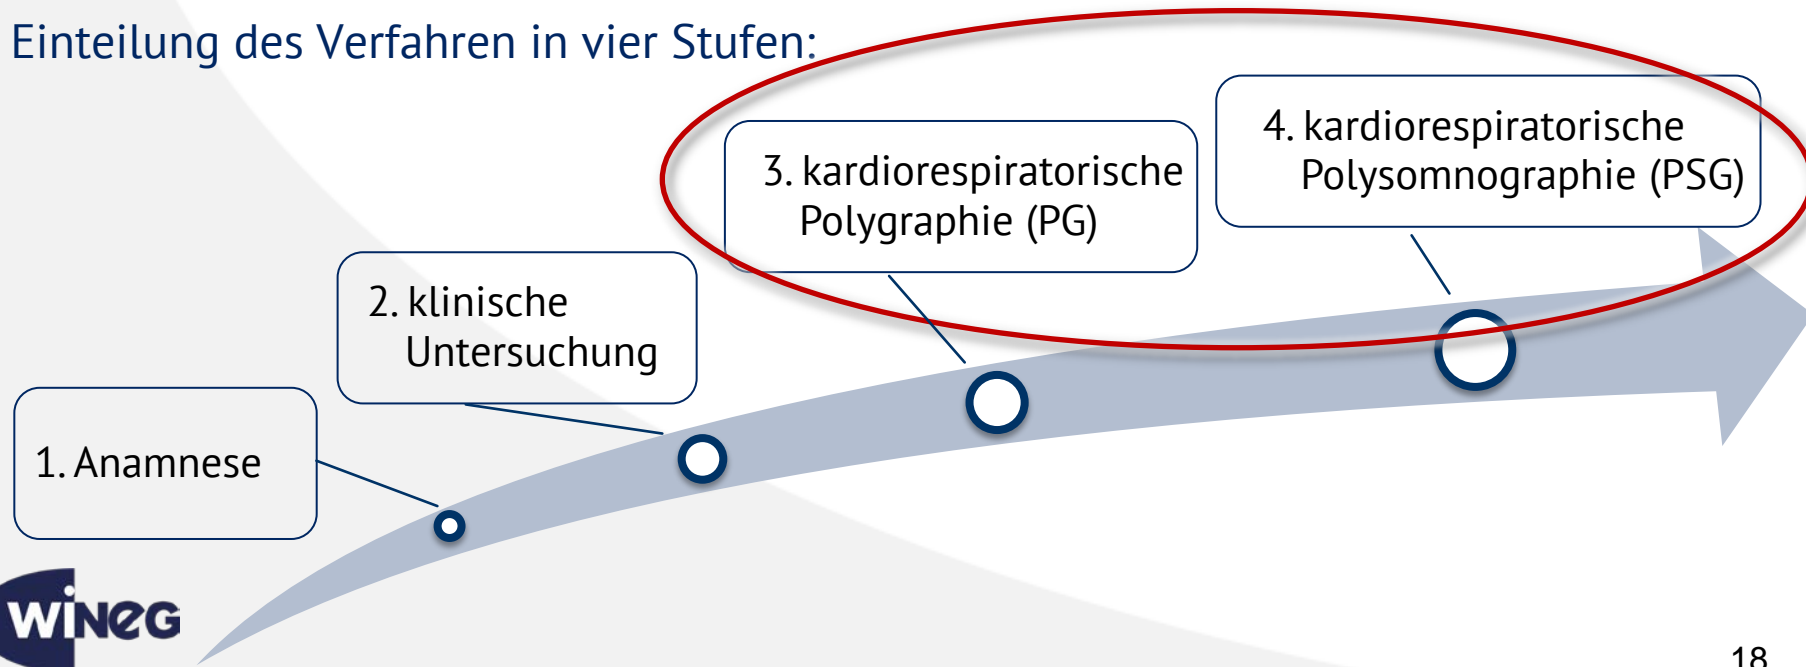 Einteilung des Verfahren in vier Stufen:
1. Anamnese
2. klinische
Untersuchung
3. kardiorespiratorische
Polygraphie (PG)
4. kardiorespiratorische
Polysomnographie (PSG)
WINEG
18